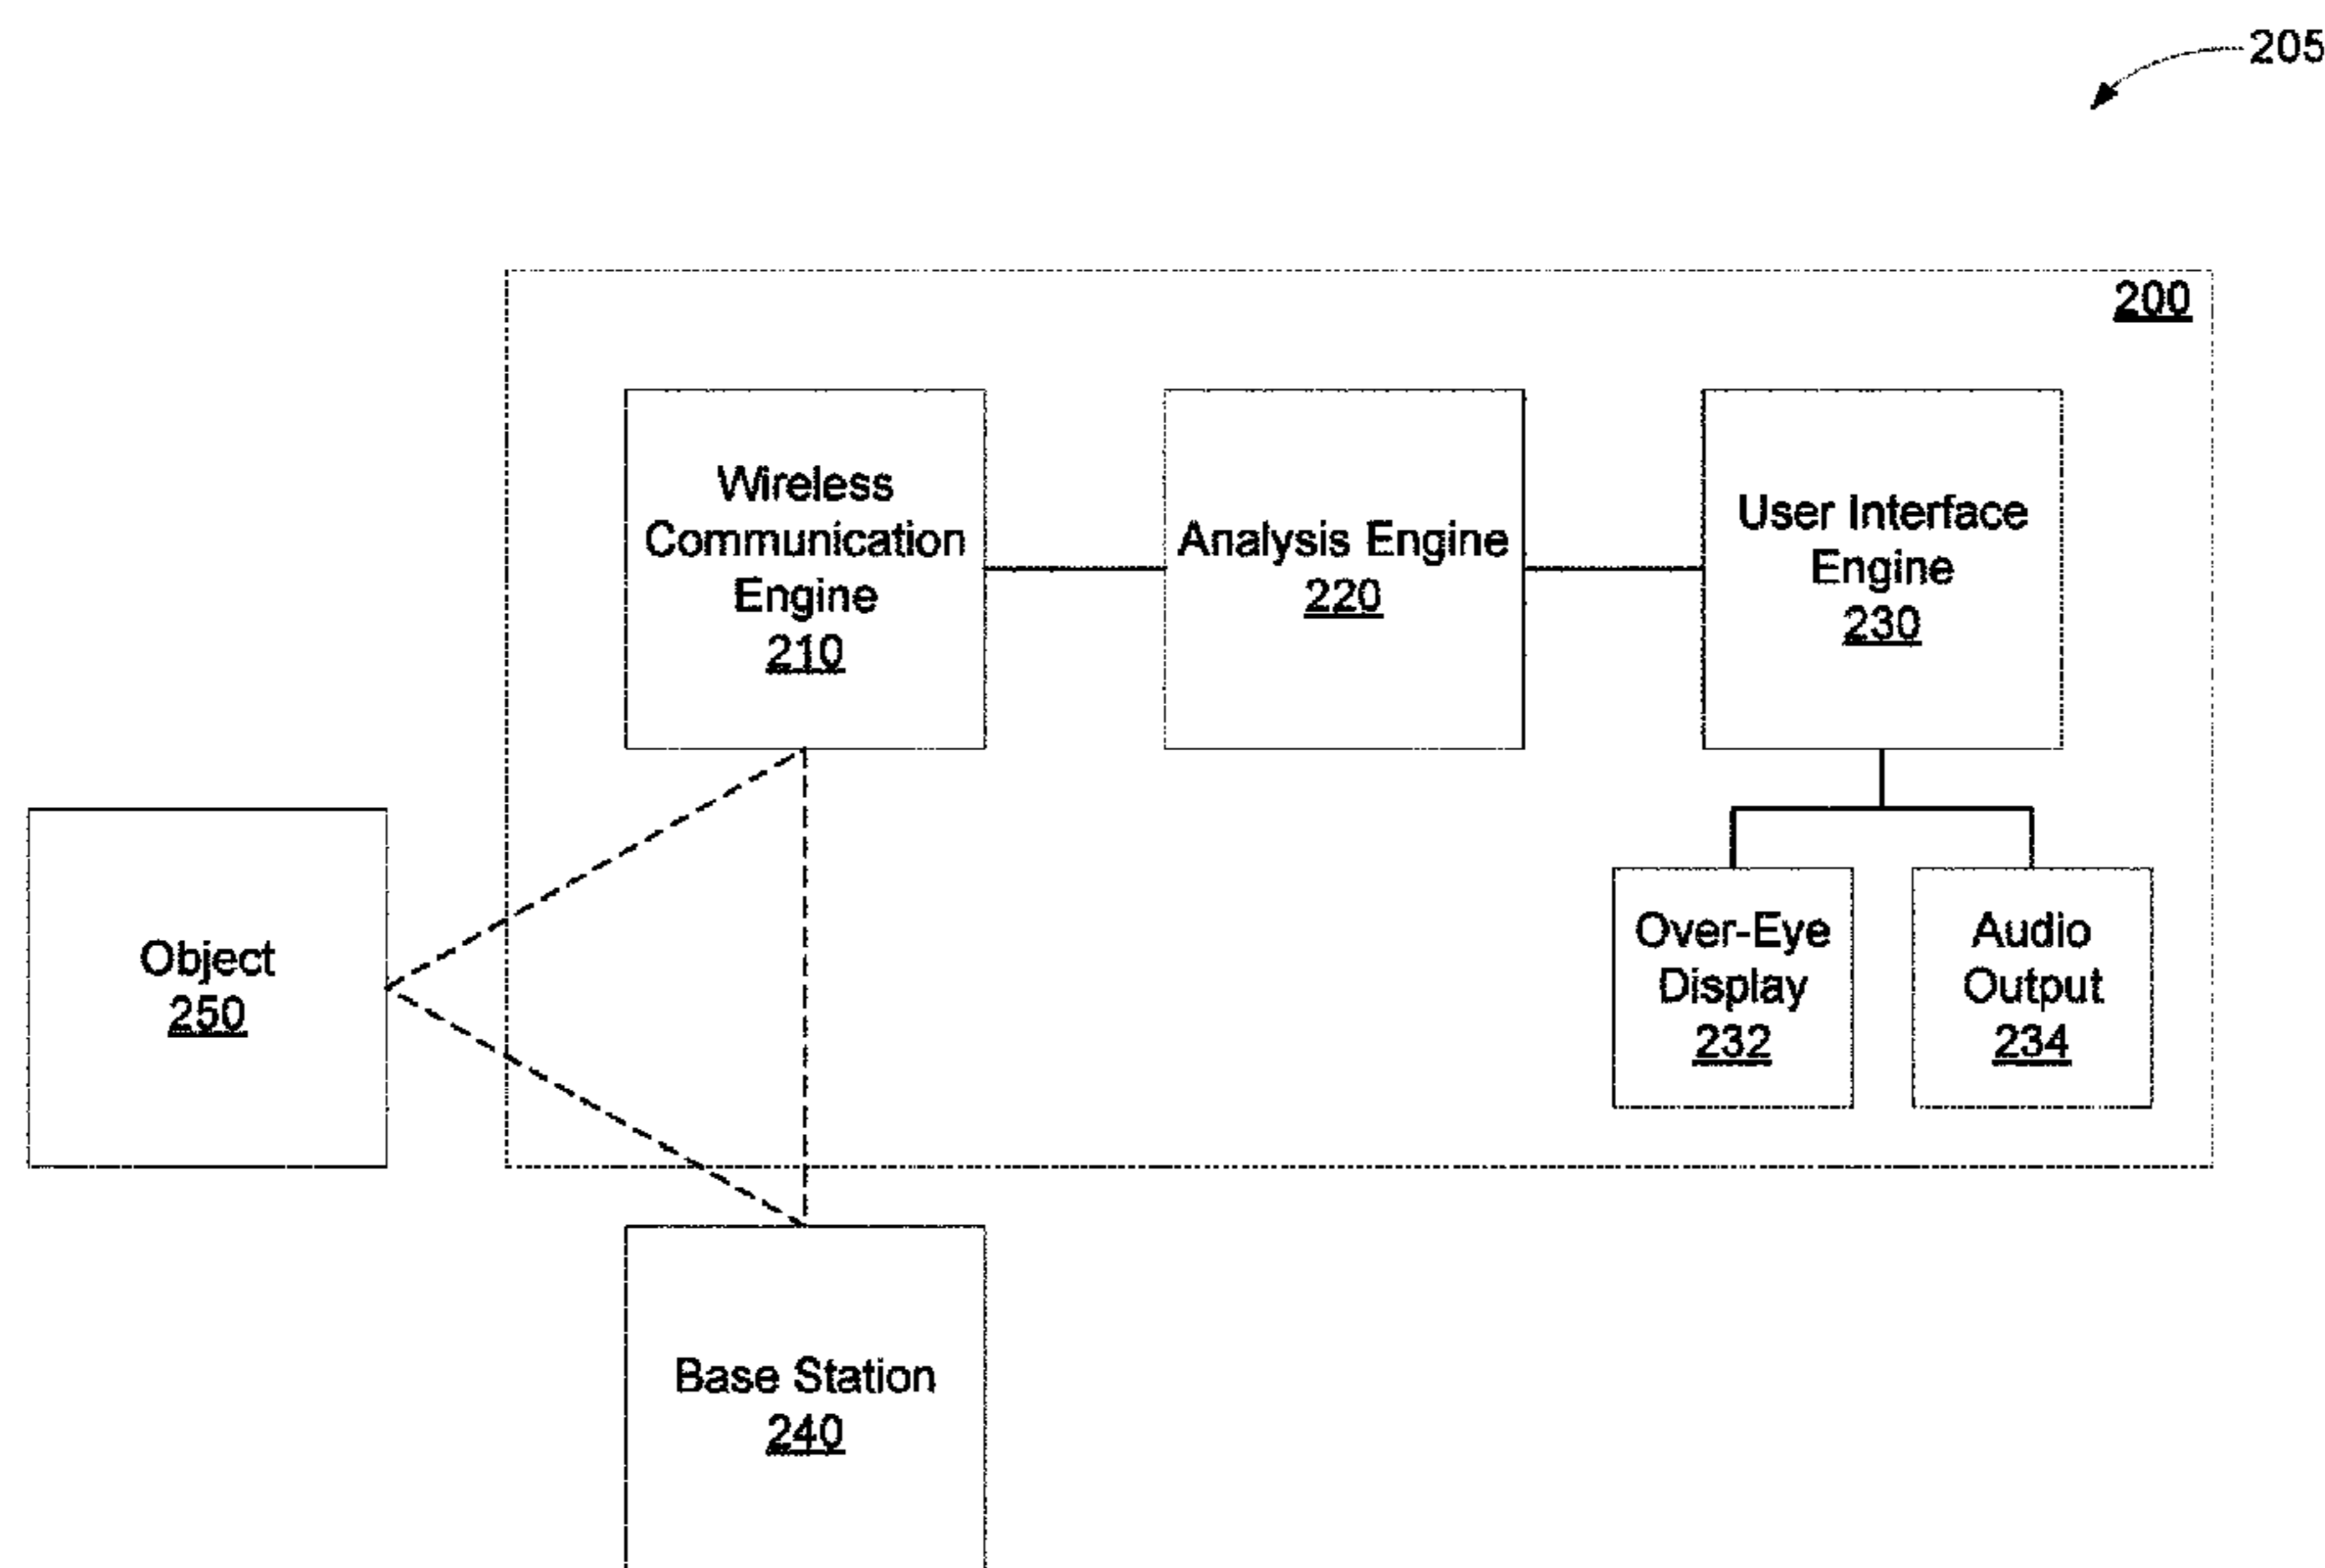 205
200
Wireless
Communication
Engine
210
Analysis Engine
220
User Interface
Engine
230
Object
250
Over-Eye
Display
232
Audio
Output
234
Base Station
240